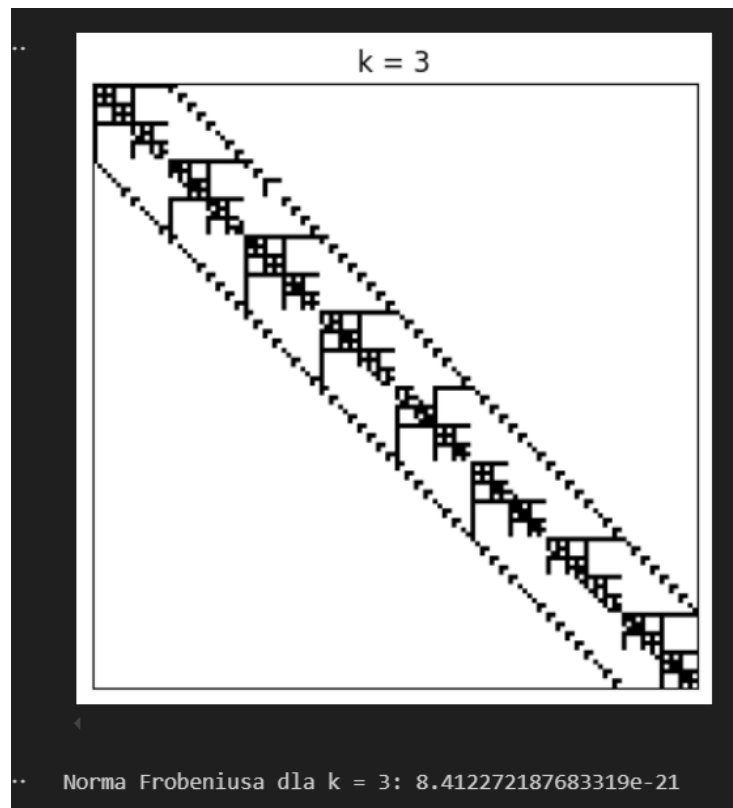 k = 3
Norma Frobeniusa dla k = 3: 8.412272187683319e-21